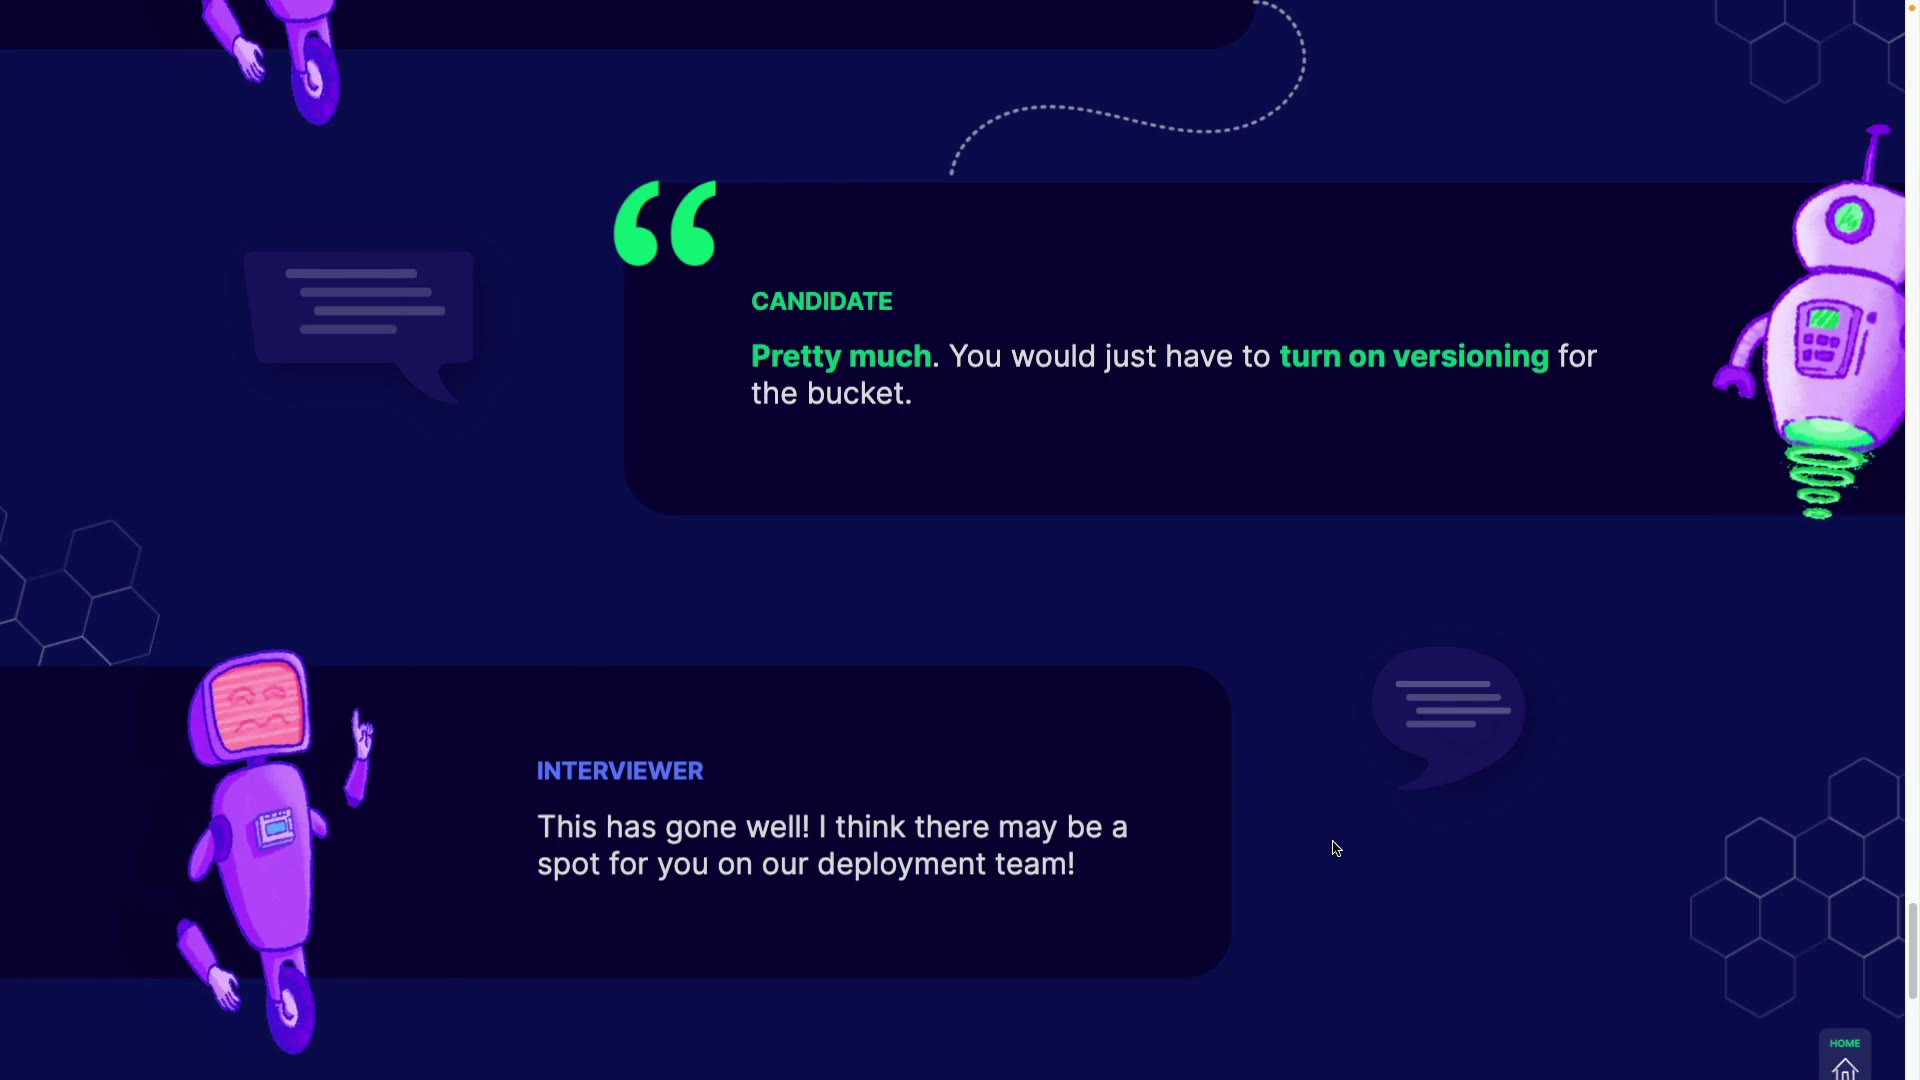 CANDIDATE
Pretty much. You would just have to turn on versioning for
the bucket.
INTERVIEWER
This has gone well! I think there may be a
spot for you on our deployment team!
HOME